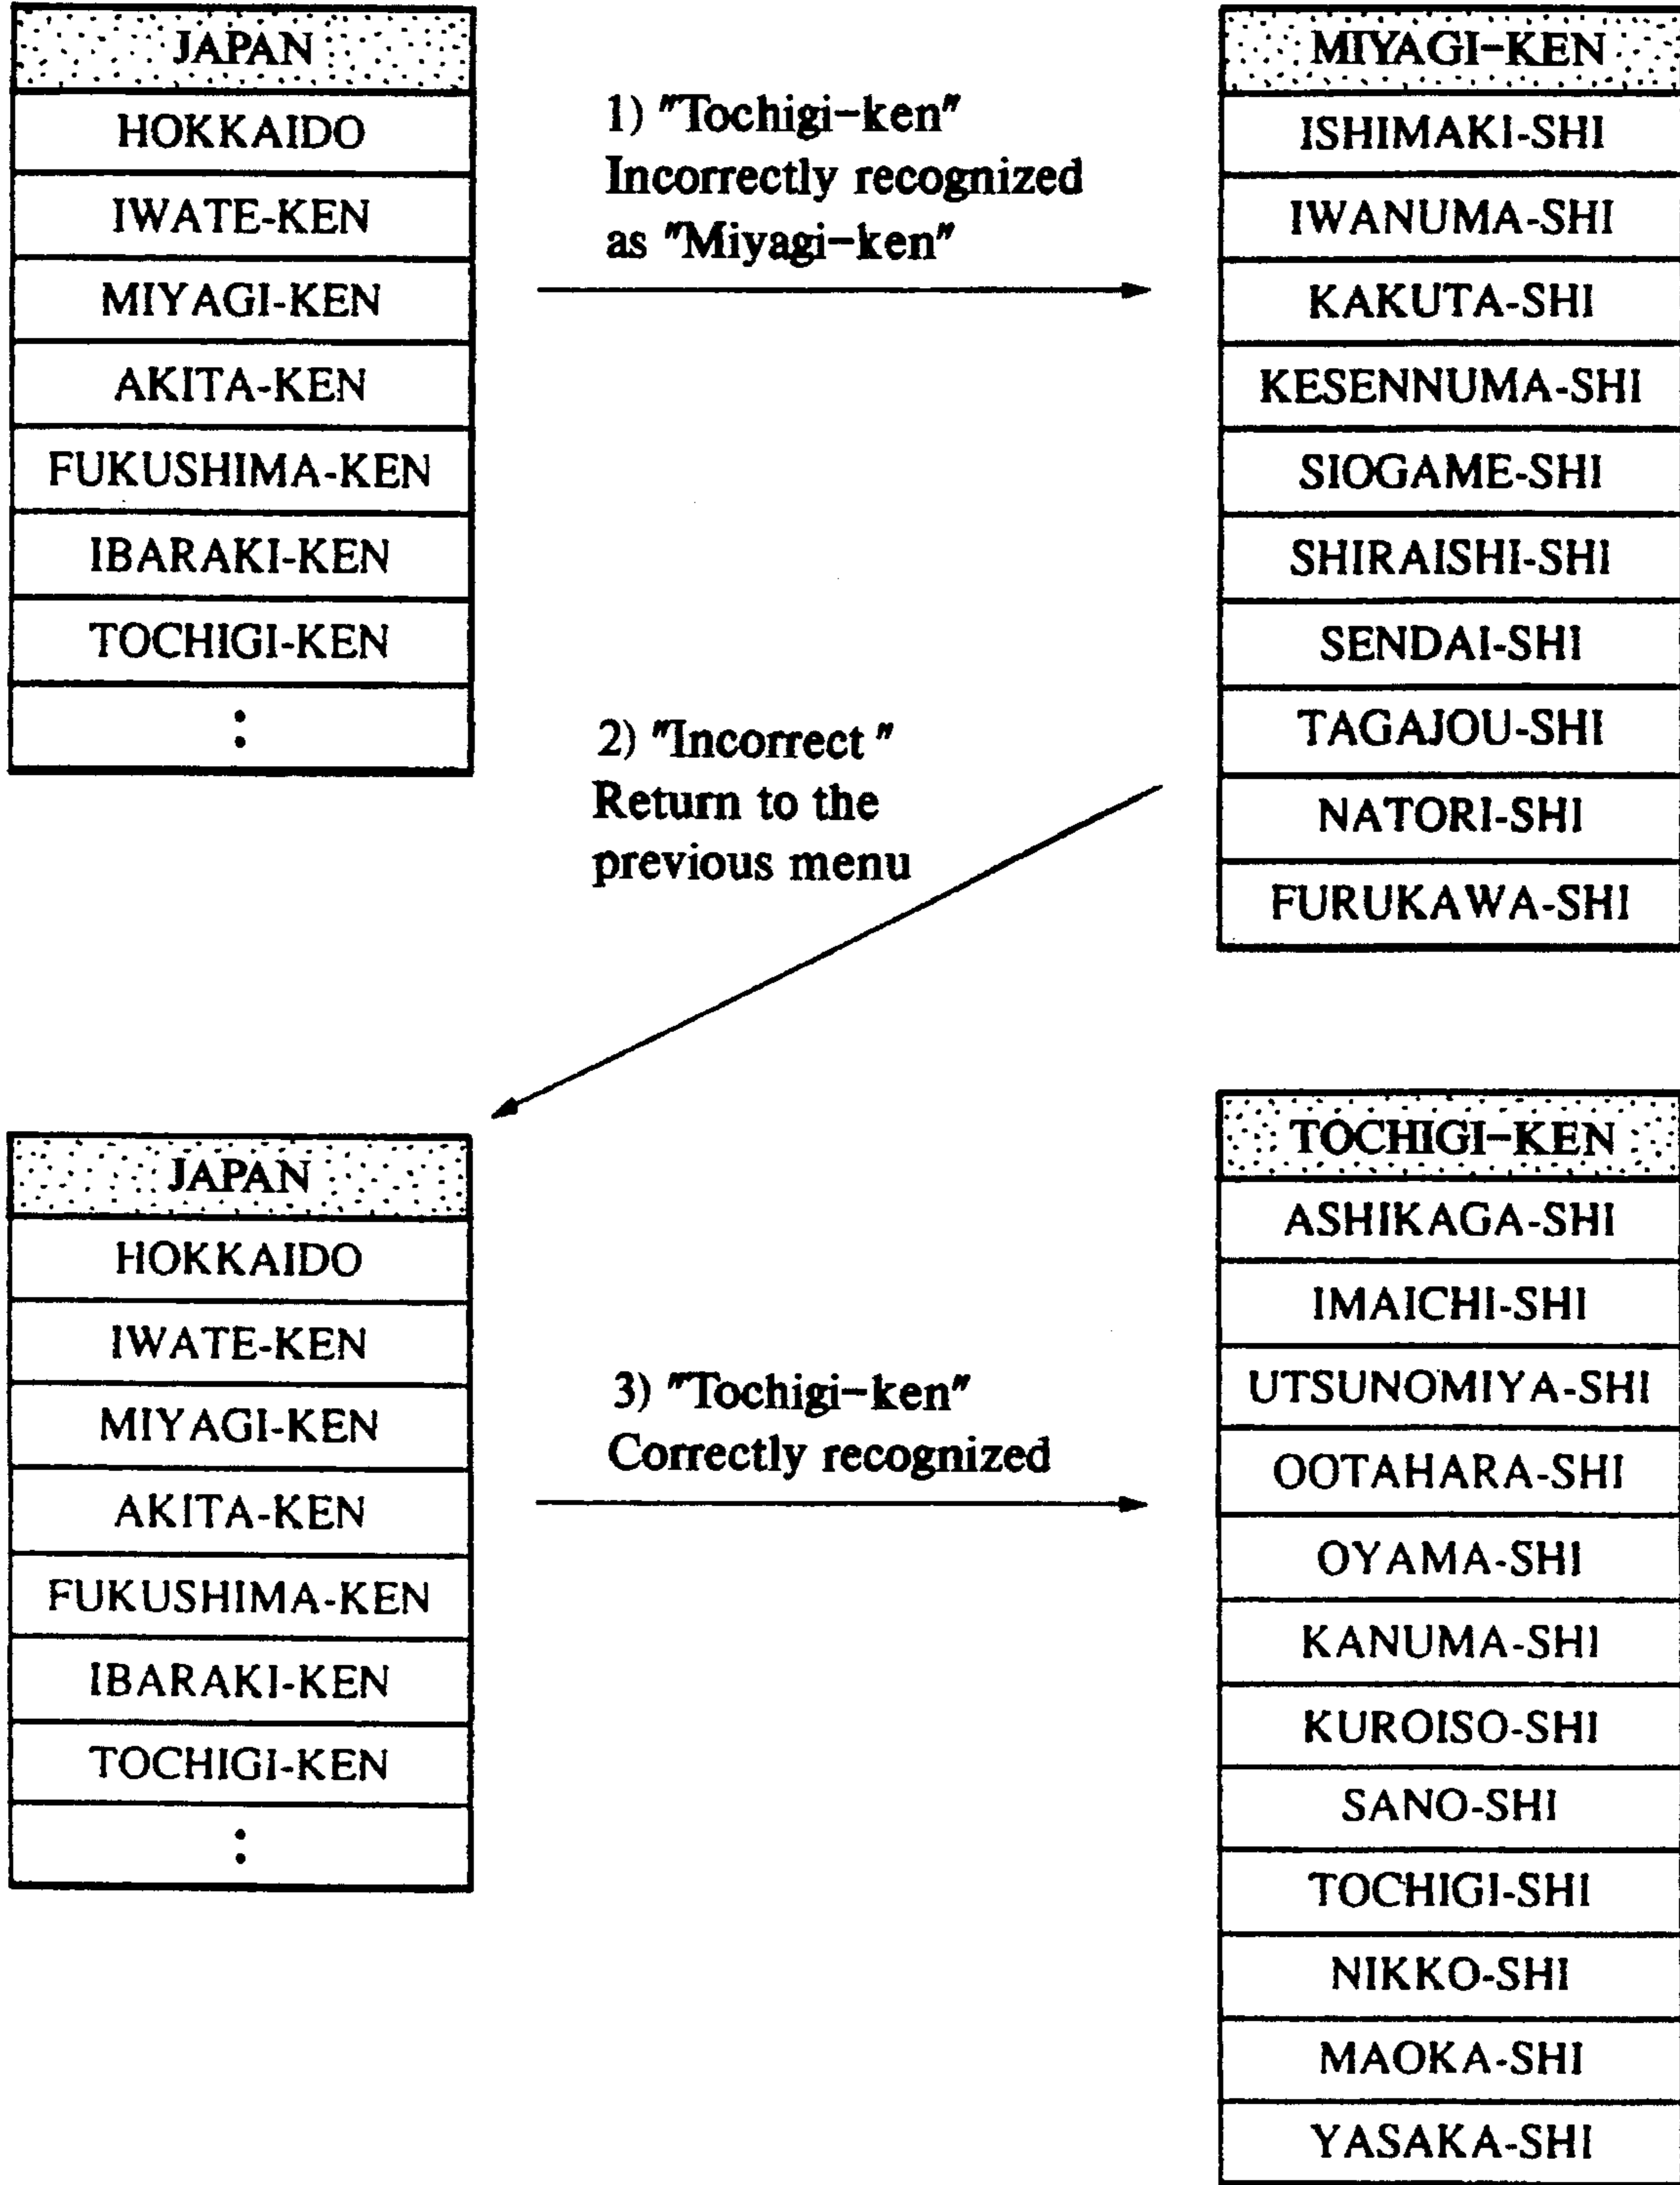 JAPAN
HOKKAIDO
IWATE-KEN
MIYAGI-KEN
AKITA-KEN
FUKUSHIMA-KEN
IBARAKI-KEN
TOCHIGI-KEN
:
1) "Tochigi-ken"
Incorrectly recognized
as "Miyagi-ken"
MIYAGI-KEN
ISHIMAKI-SHI
IWANUMA-SHI
KAKUTA-SHI
KESENNUMA-SHI
SIOGAME-SHI
SHIRAISHI-SHI
SENDAI-SHI
TAGAJOU-SHI
NATORI-SHI
FURUKAWA-SHI
2) "Incorrect "
Return to the
previous menu
JAPAN
HOKKAIDO
IWATE-KEN
MIYAGI-KEN
AKITA-KEN
FUKUSHIMA-KEN
IBARAKI-KEN
TOCHIGI-KEN
:
3) "Tochigi-ken"
Correctly recognized
TOCHIGI-KEN
ASHIKAGA-SHI
IMAICHI-SHI
UTSUNOMIYA-SHI
OOTAHARA-SHI
OYAMA-SHI
KANUMA-SHI
KUROISO-SHI
SANO-SHI
TOCHIGI-SHI
NIKKO-SHI
MAOKA-SHI
YASAKA-SHI